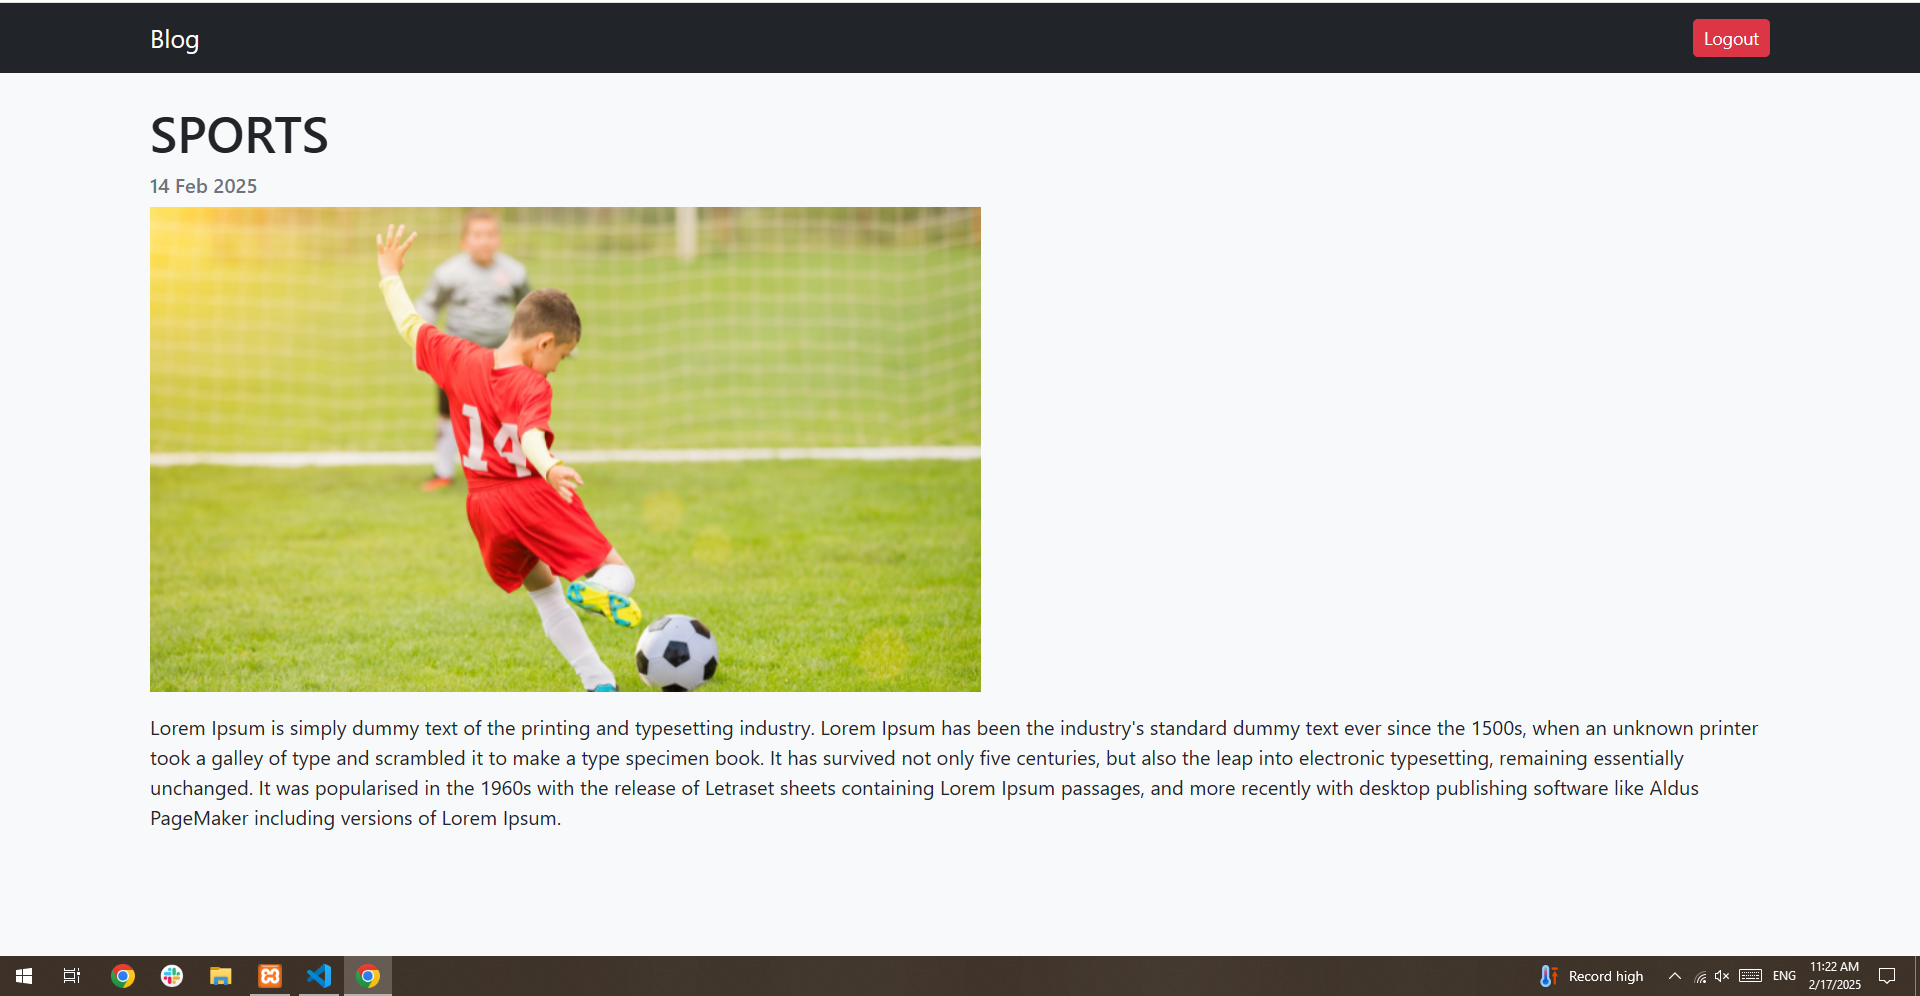 Blog
Logout
SPORTS
14 Feb 2025
14
Lorem Ipsum is simply dummy text of the printing and typesetting industry. Lorem Ipsum has been the industry's standard dummy text ever since the 1500s, when an unknown printer
took a galley of type and scrambled it to make a type specimen book. It has survived not only five centuries, but also the leap into electronic typesetting, remaining essentially
unchanged. It was popularised in the 1960s with the release of Letraset sheets containing Lorem Ipsum passages, and more recently with desktop publishing software like Aldus
PageMaker including versions of Lorem Ipsum.
Record high
ENG
11:22 AM
2/17/2025